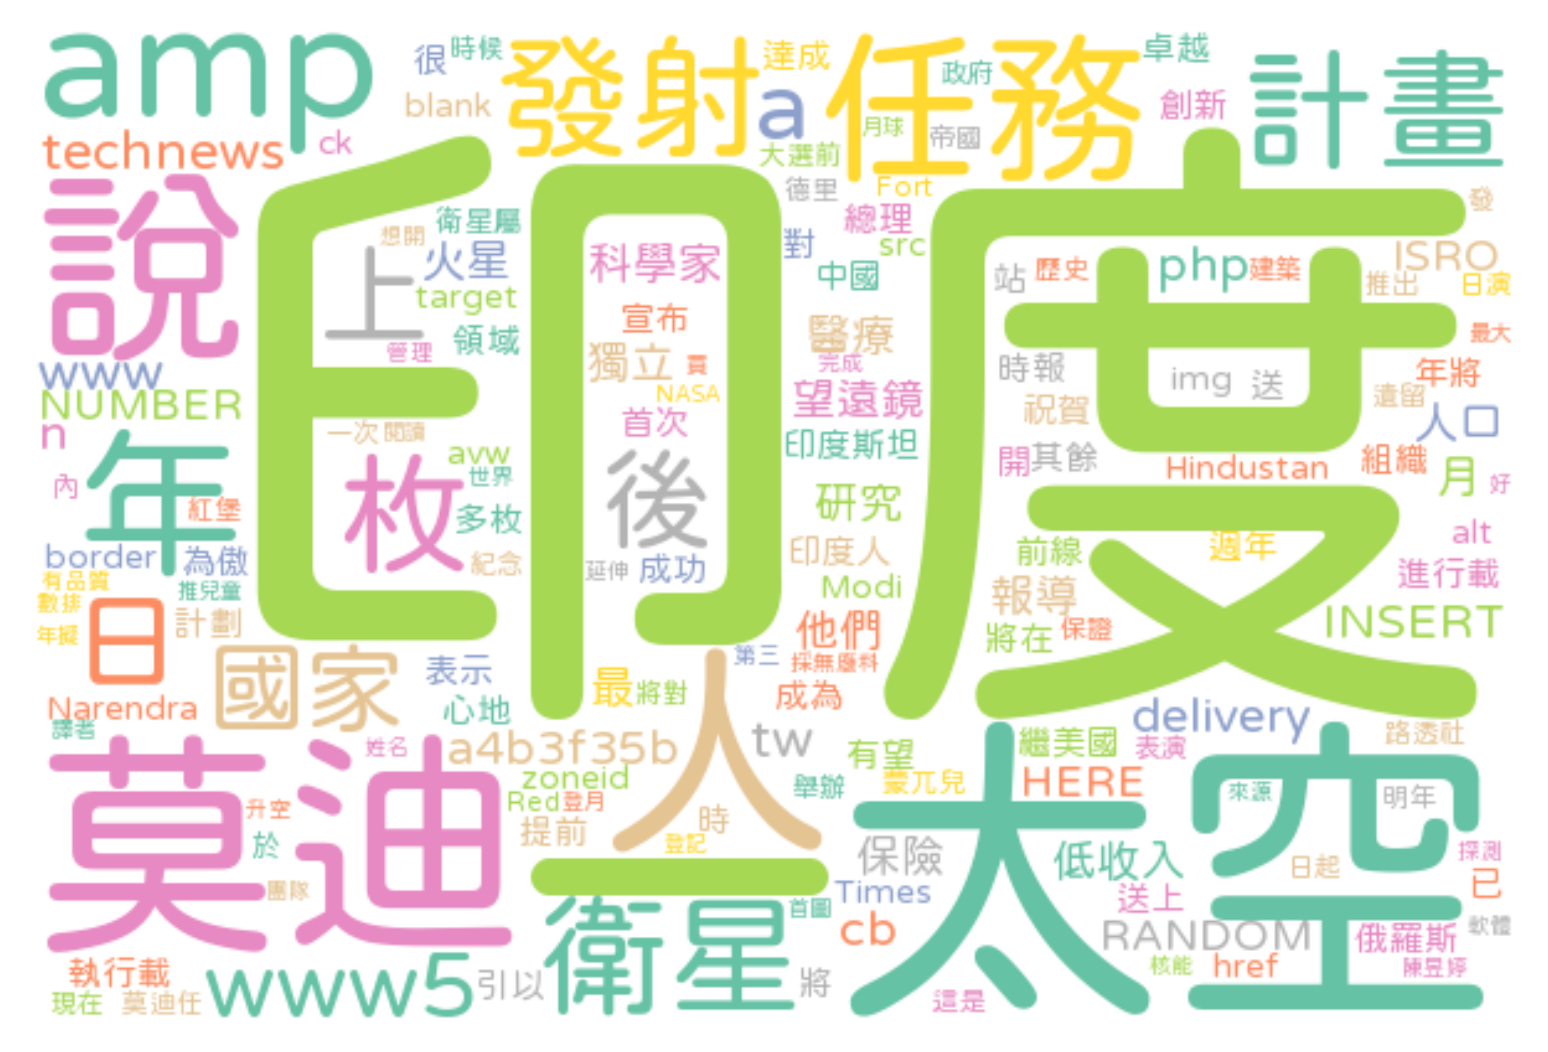 amp
很
時候
發射
達成
任務
政府
卓越
計畫
blank
a
月球
帝國
創新
technews
ck
大選前
印度
說
德里
Fort
發
衛星屬
總理
想開
上
火星
科學家
對
src
ISRO
中國
站
歷史
php
建築
推出
日演
target
宣布
領域
醫療
最大
管理
獨立
賣
完成
時報
img
送
年將
www
NASA
望遠鏡
遺留
NUMBER
首次
祝賀
人口
n
一次
閱讀
印度斯坦
年
枚
avw
後
開
其餘
Hindustan
組織
世界
月
好
內
研究
紅堡
多枚
alt
border
為傲
紀念
延伸
成功
印度人
前線
週年
進行載
有品質
推兒童
Modi
數排
報導
日
計劃
年擬
他們
將在
保證
INSERT
國家
表示
第三
人
採無廢料
最
將對
成為
Narendra
心地
delivery
譯者
莫迪
姓名
a4b3f35b
tw
有望
繼美國
表演
路透社
太空
zoneid
舉辦
蒙兀兒
HERE
來源
明年
升空
Red
登月
提前
時
於
登記
保險
低收入
日起
探測
團隊
一
Times
送上
已
衛星
首圖
cb
RANDOM
俄羅斯
軟體
執行載
www5
引以
將
核能
href
陳昱婷
現在
莫迪任
這是